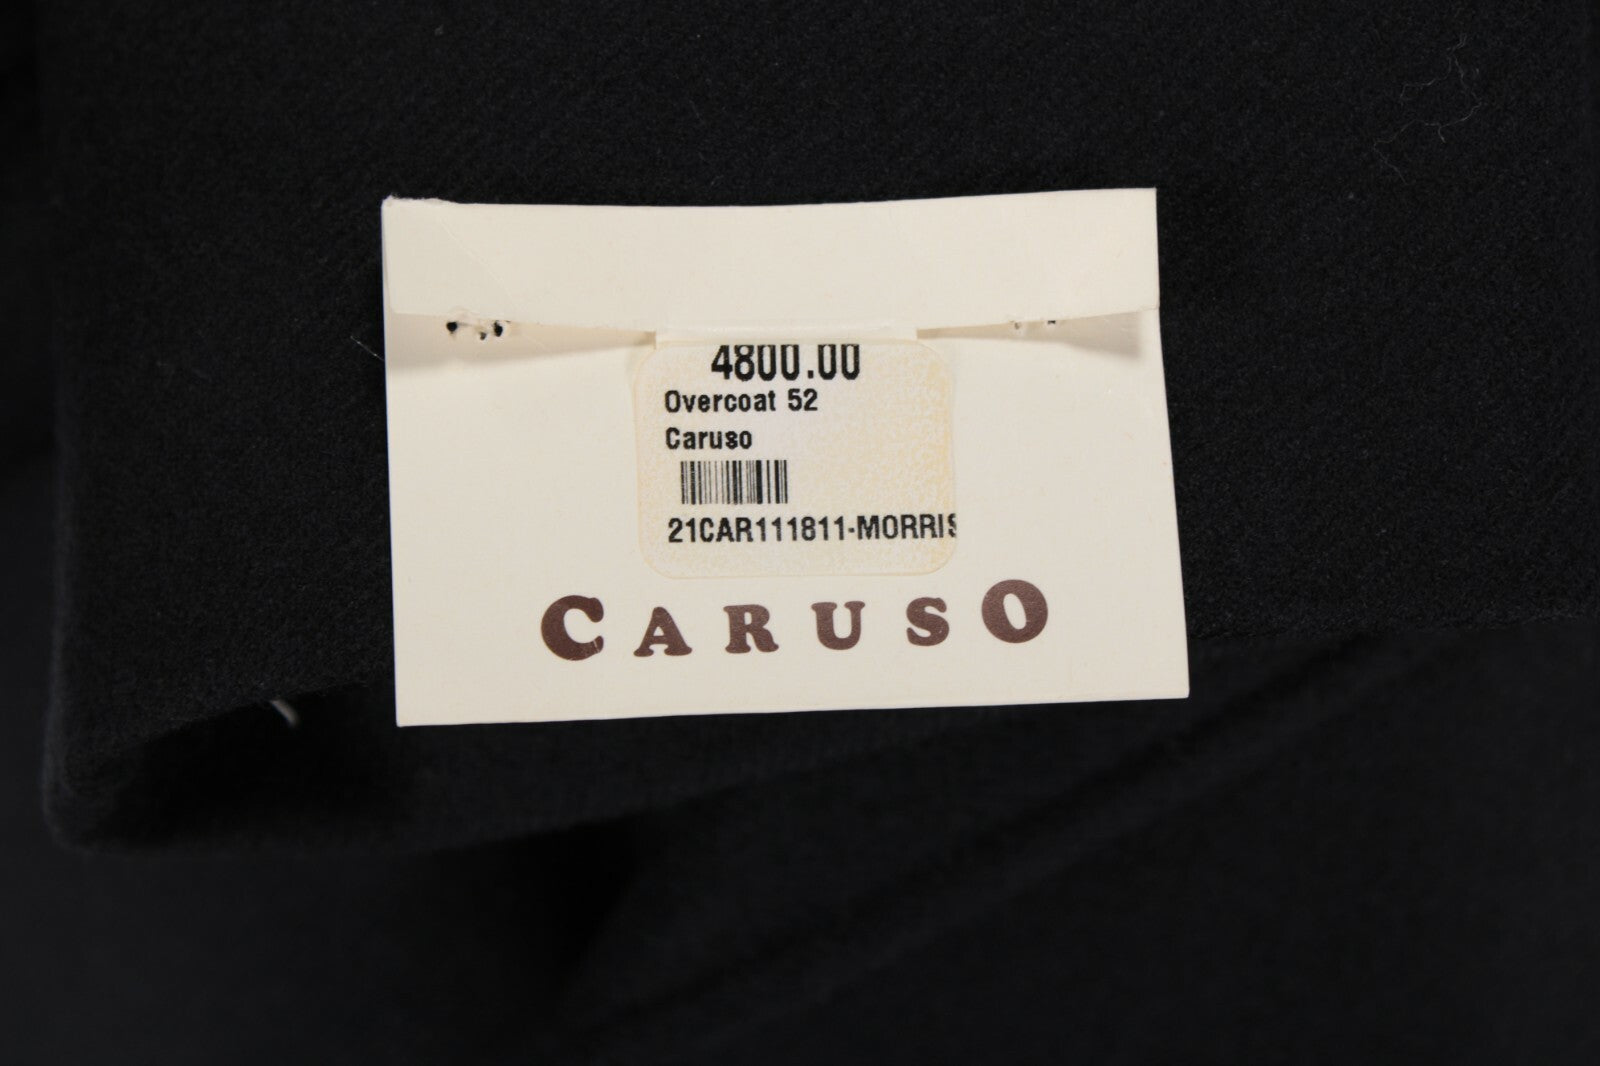 4800.00
Overcoat 52
Caruso
21CAR111811-MORRIS
CARUSO